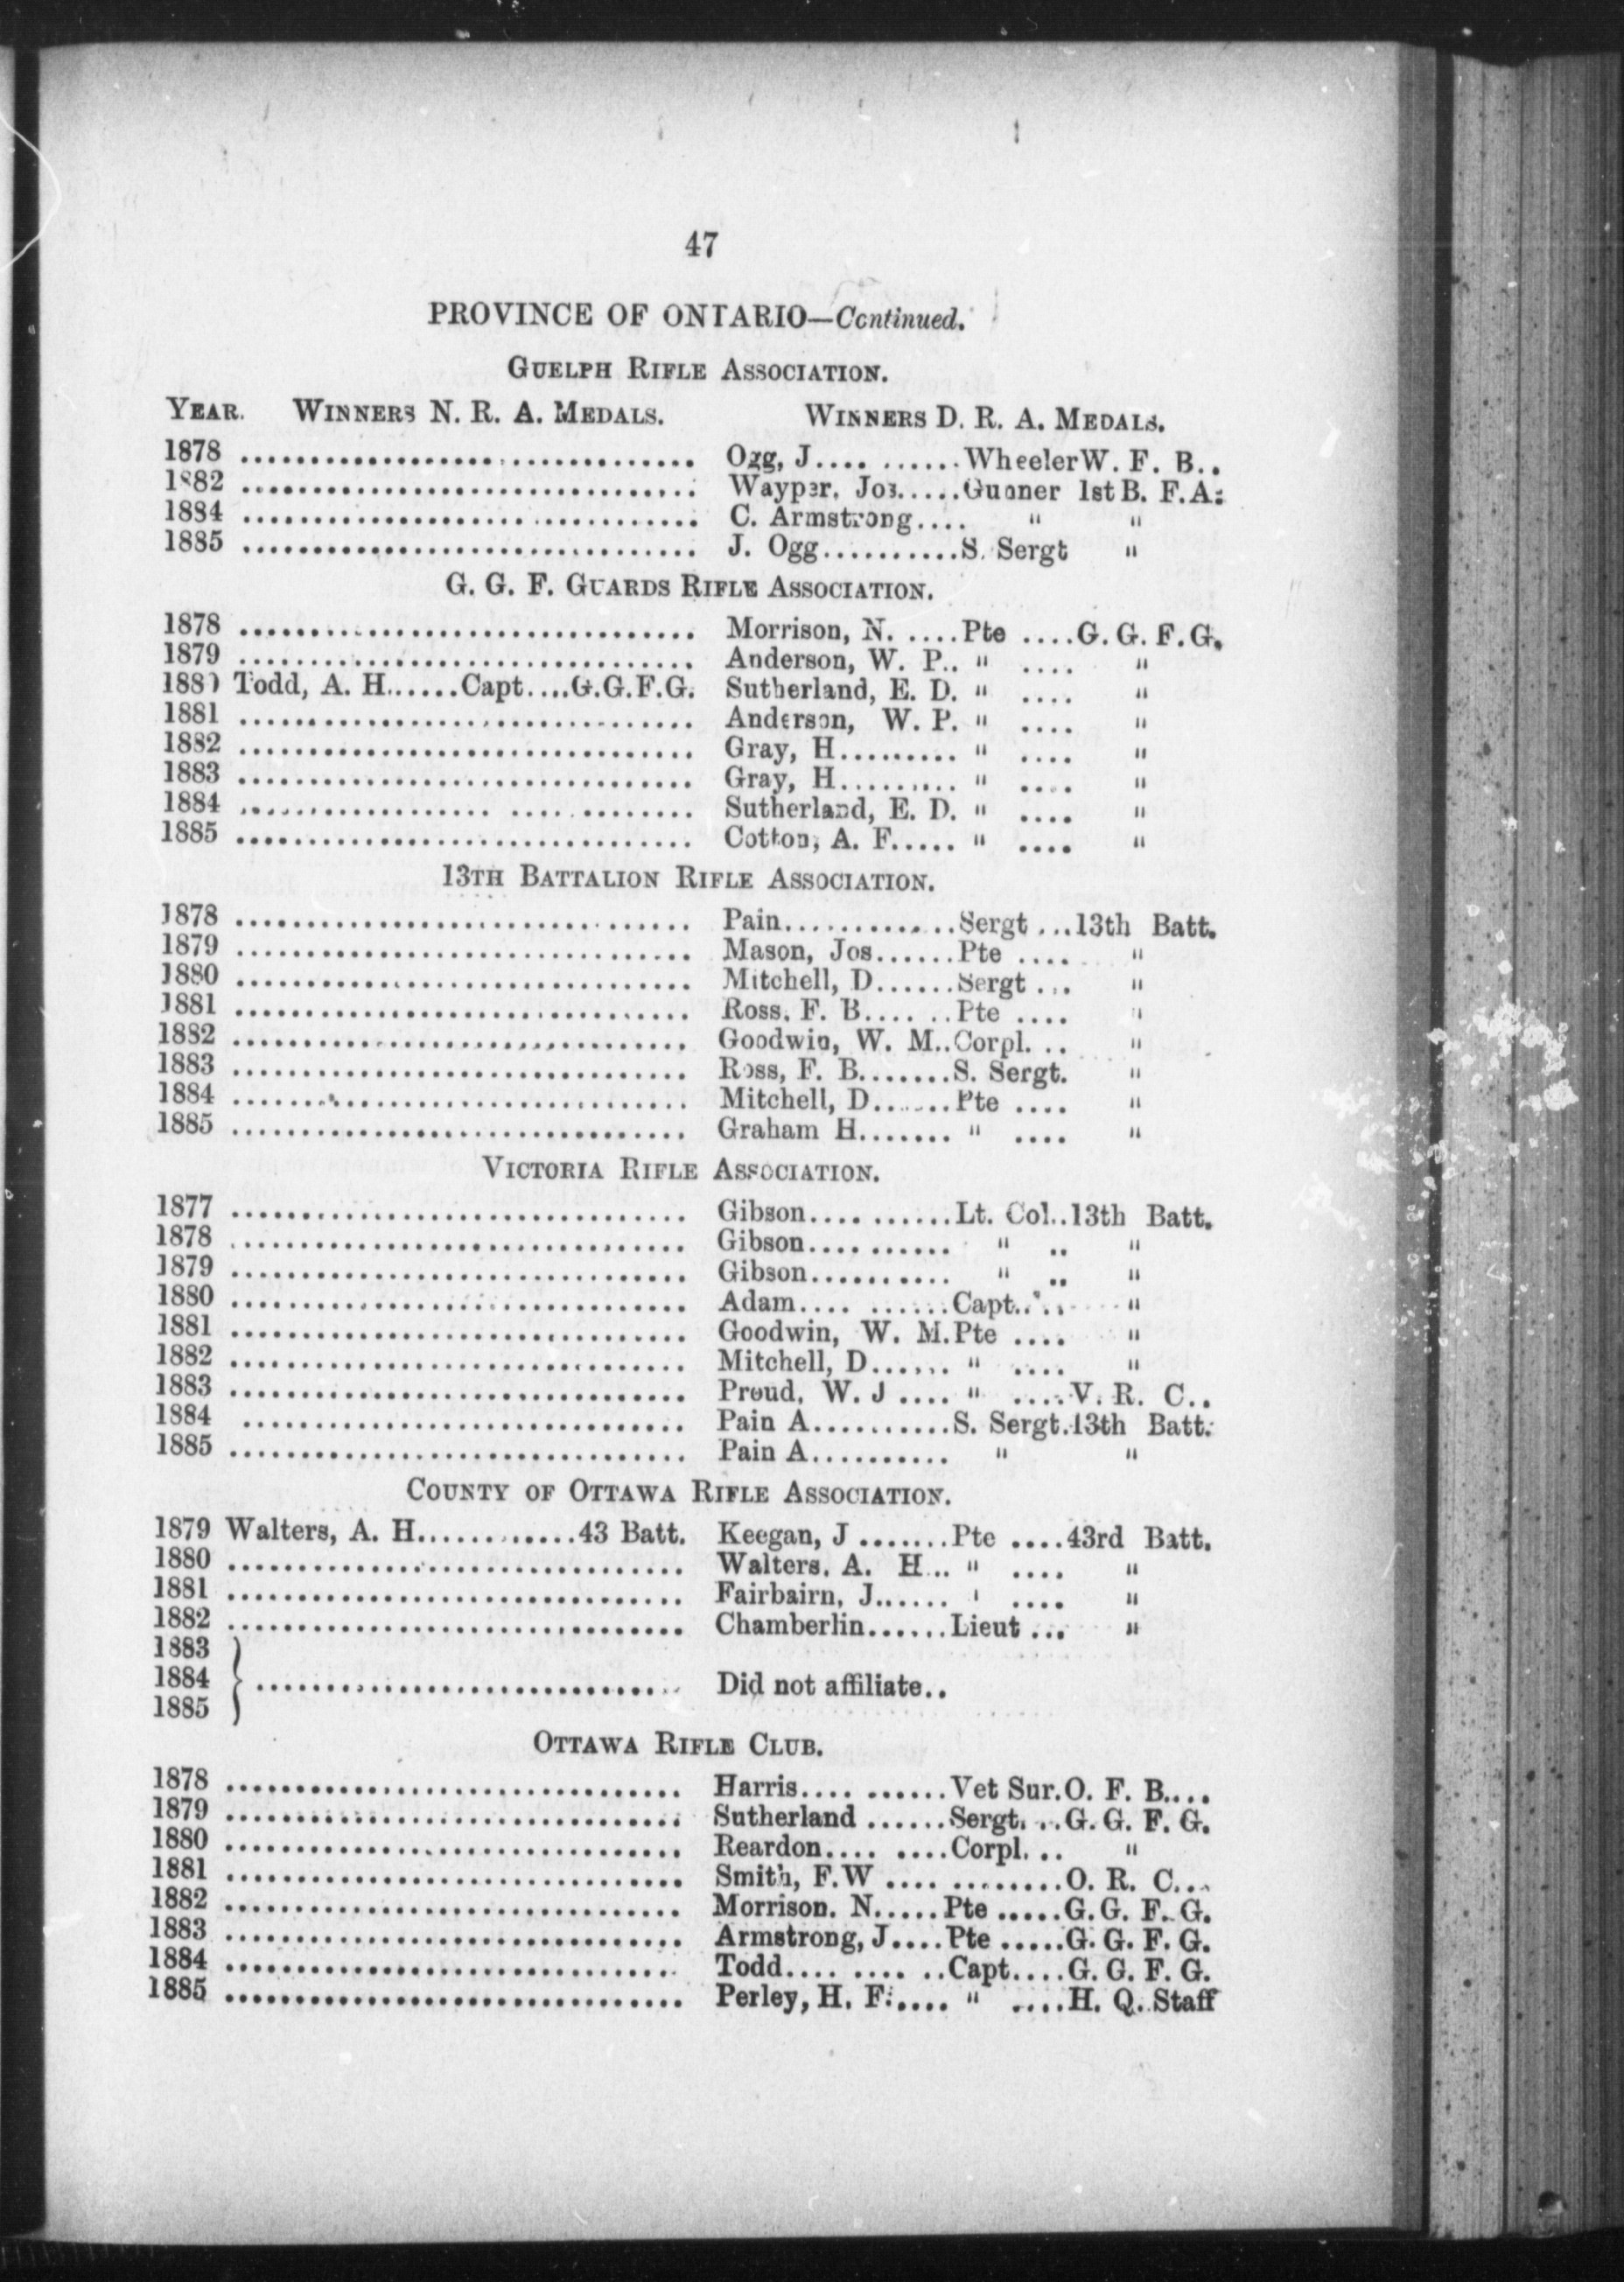 47
PROVINCE OF ONTARIO—Continued.
GUELPH RIFLE ASSOCIATION.
YEAR. WINNERS N. R. A. MEDALS. WINNERS D. R. A. MEDALS.
1878 ................................ Ogg, J.... ......Wheeler W. F. B..
1882 ................................ Wayper, Jos.....Gunner 1st B. F. A.
1884 ................................ C. Armstrong.... " "
1885 ................................ J. Ogg..........S. Sergt "
G. G. F. GUARDS RIFLE ASSOCIATION.
1878 ................................ Morrison, N. ....Pte ....G. G. F. G.
1879 ................................ Anderson, W. P.. " .... "
1880 Todd, A. H......Capt....G.G.F.G. Sutherland, E. D. " .... "
1881 ................................ Anderson, W. P. " .... "
1882 ................................ Gray, H.......... " .... "
1883 ................................ Gray, H.......... " .... "
1884 ................................ Sutherland, E. D. " .... "
1885 ................................ Cotton, A. F..... " .... "
13TH BATTALION RIFLE ASSOCIATION.
1878 ................................ Pain.............Sergt ...13th Batt.
1879 ................................ Mason, Jos......Pte .... "
1880 ................................ Mitchell, D......Sergt ... "
1881 ................................ Ross, F. B.... ..Pte .... "
1882 ................................ Goodwin, W. M..Corpl. .. "
1883 ................................ Ross, F. B.......S. Sergt. "
1884 ................................ Mitchell, D......Pte .... "
1885 ................................ Graham H....... " .... "
VICTORIA RIFLE ASSOCIATION.
1877 ................................ Gibson.... ......Lt. Col..13th Batt.
1878 ................................ Gibson.... ...... " .. "
1879 ................................ Gibson.......... " .. "
1880 ................................ Adam.... ......Capt.... "
1881 ................................ Goodwin, W. M.Pte .... "
1882 ................................ Mitchell, D...... " .... "
1883 ................................ Proud, W. J .... " ....V. R. C..
1884 ................................ Pain A..........S. Sergt.13th Batt.
1885 ................................ Pain A.......... " "
COUNTY OF OTTAWA RIFLE ASSOCIATION.
1879 Walters, A. H............43 Batt. Keegan, J .......Pte ....43rd Batt.
1880 ................................ Walters, A. H... " .... "
1881 ................................ Fairbairn, J...... ' .... "
1882 ................................ Chamberlin......Lieut ... "
1883
1884 } .............................. Did not affiliate..
1885
OTTAWA RIFLE CLUB.
1878 ................................ Harris.... ......Vet Sur.O. F. B....
1879 ................................ Sutherland ......Sergt. ..G. G. F. G.
1880 ................................ Reardon.... ....Corpl. .. "
1881 ................................ Smith, F.W .... ........O. R. C...
1882 ................................ Morrison. N.....Pte .....G. G. F. G.
1883 ................................ Armstrong, J....Pte .....G. G. F. G.
1884 ................................ Todd.... .... ..Capt....G. G. F. G.
1885 ................................ Perley, H. F..... " ....H. Q. Staff